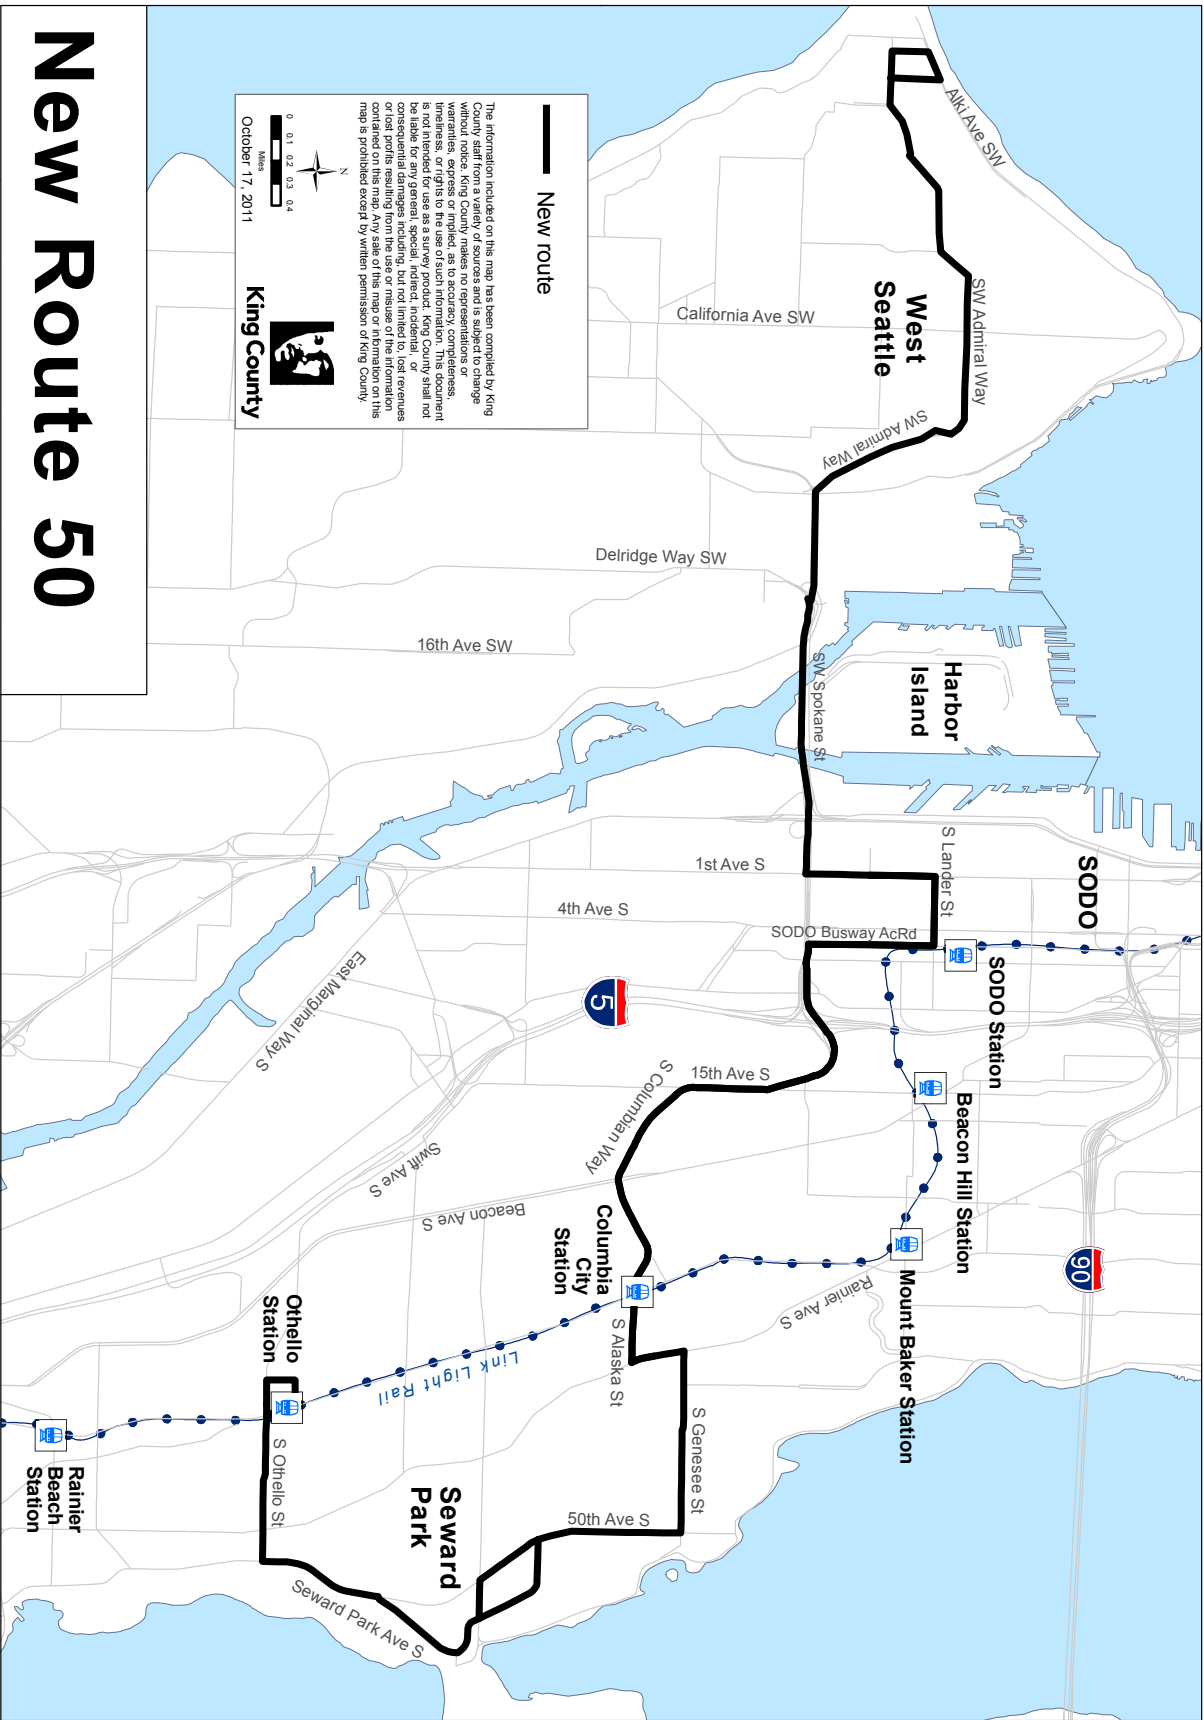 New Route 50
New route
The information included on this map has been compiled by King
County staff from a variety of sources and is subject to change
without notice. King County makes no representations or
warranties, express or implied, as to accuracy, completeness,
timeliness, or rights to the use of such information. This document
is not intended for use as a survey product. King County shall not
be liable for any general, special, indirect, incidental, or
consequential damages including, but not limited to, lost revenues
or lost profits resulting from the use or misuse of the information
contained on this map. Any sale of this map or information on this
map is prohibited except by written permission of King County.
N
0 0.1 0.2 0.3 0.4
Miles
October 17, 2011
King County
Alki Ave SW
SW Admiral Way
West
Seattle
California Ave SW
SW Admiral Way
Delridge Way SW
16th Ave SW
Harbor
Island
SW Spokane St
S Lander St
SODO
1st Ave S
4th Ave S
SODO Busway AcRd
SODO Station
East Marginal Way S
5
15th Ave S
S Columbian Way
Beacon Hill Station
Swift Ave S
Beacon Ave S
Columbia
City
Station
90
Mount Baker Station
Rainier Ave S
S Alaska St
Link Light Rail
Othello
Station
S Genesee St
S Othello St
Rainier
Beach
Station
50th Ave S
Seward
Park
Seward Park Ave S